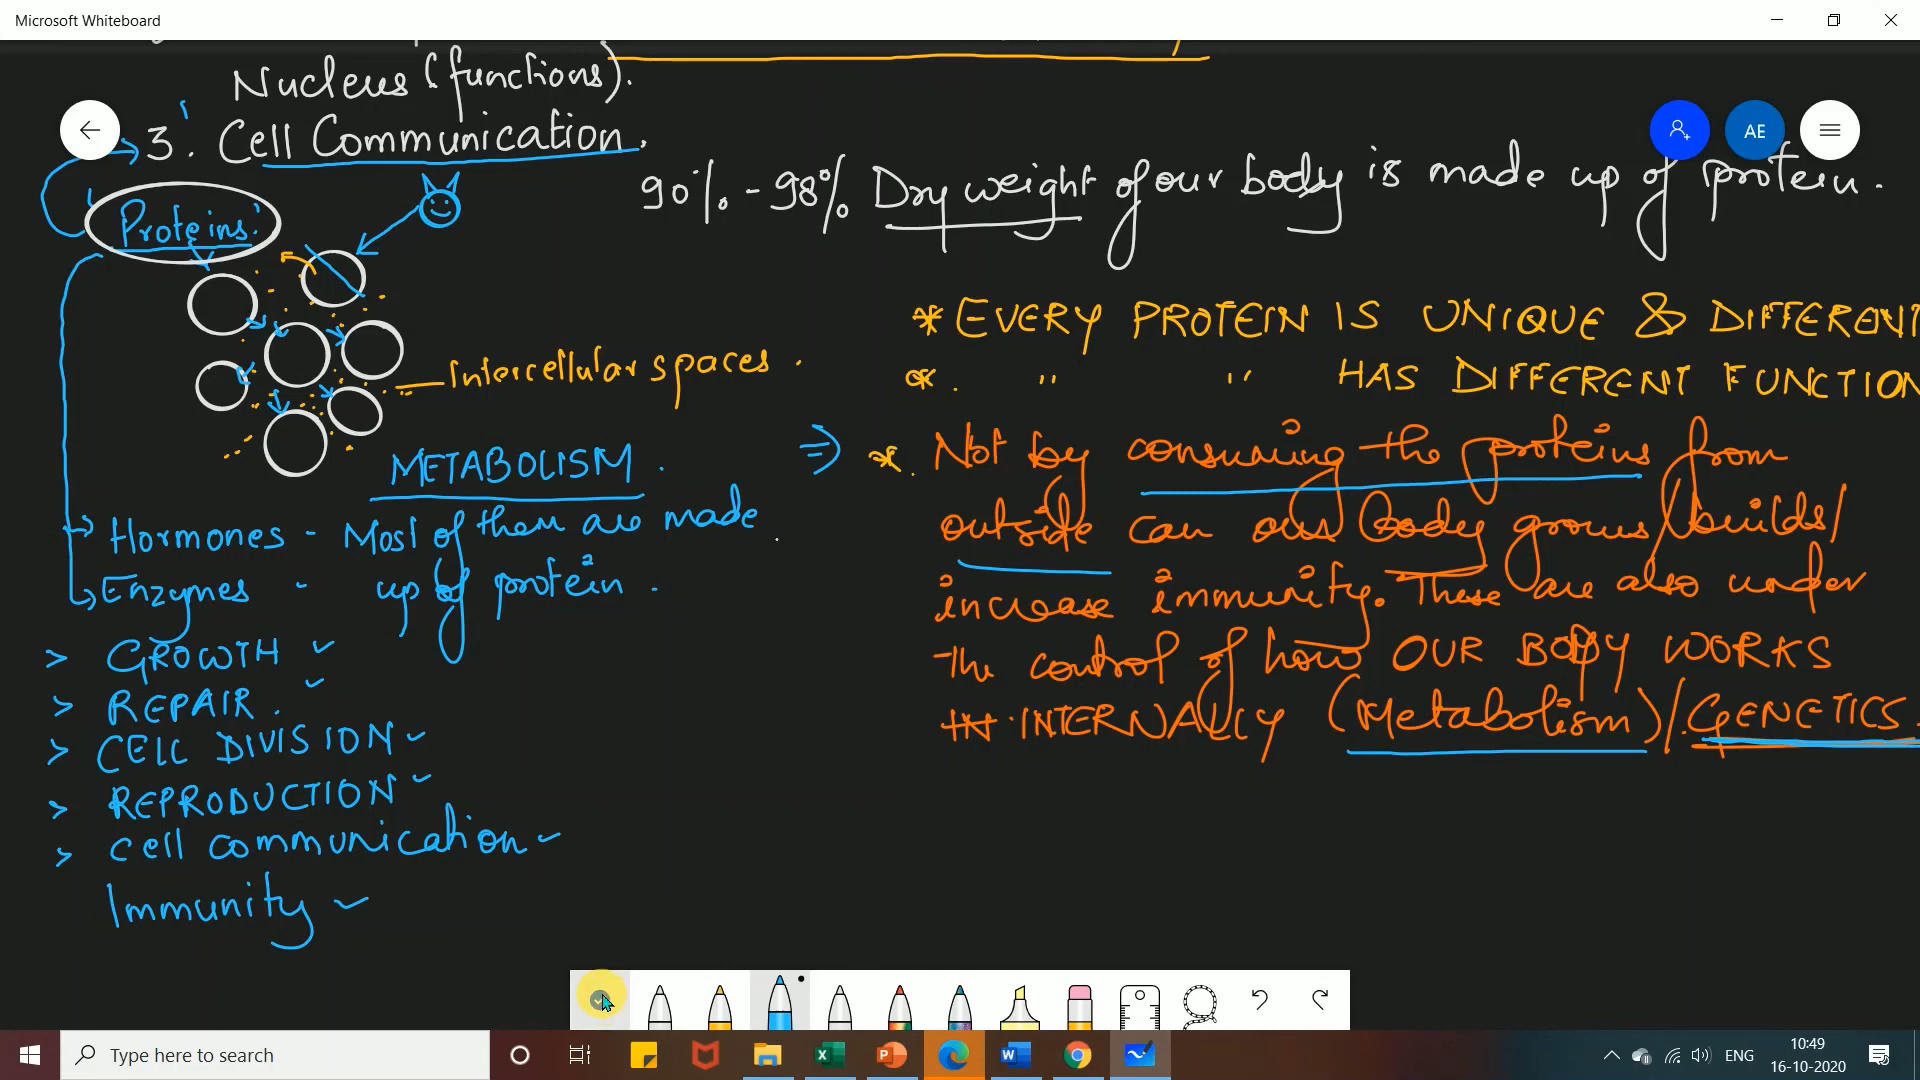 Microsoft Whiteboard
Nucleus (functions).
3. Cell Communication.
AE
90% - 98% Dry weight of our body is made up of protein.
Proteins:
* EVERY PROTEIN IS UNIQUE & DIFFERENT
*. " " HAS DIFFERENT FUNCTION
Intercellular spaces.
METABOLISM.
⇒ *. Not by consuming the proteins from
outside can our body grows/builds/
increase immunity. These are also under
the control of how OUR BODY WORKS
IN INTERNALLY (Metabolism)/GENETICS.
→ Hormones - Most of them are made
→ Enzymes - up of protein.
> GROWTH ✓
> REPAIR. ✓
> CELL DIVISION ✓
> REPRODUCTION ✓
> Cell communication ✓
Immunity ✓
Type here to search
ENG
10:49
16-10-2020